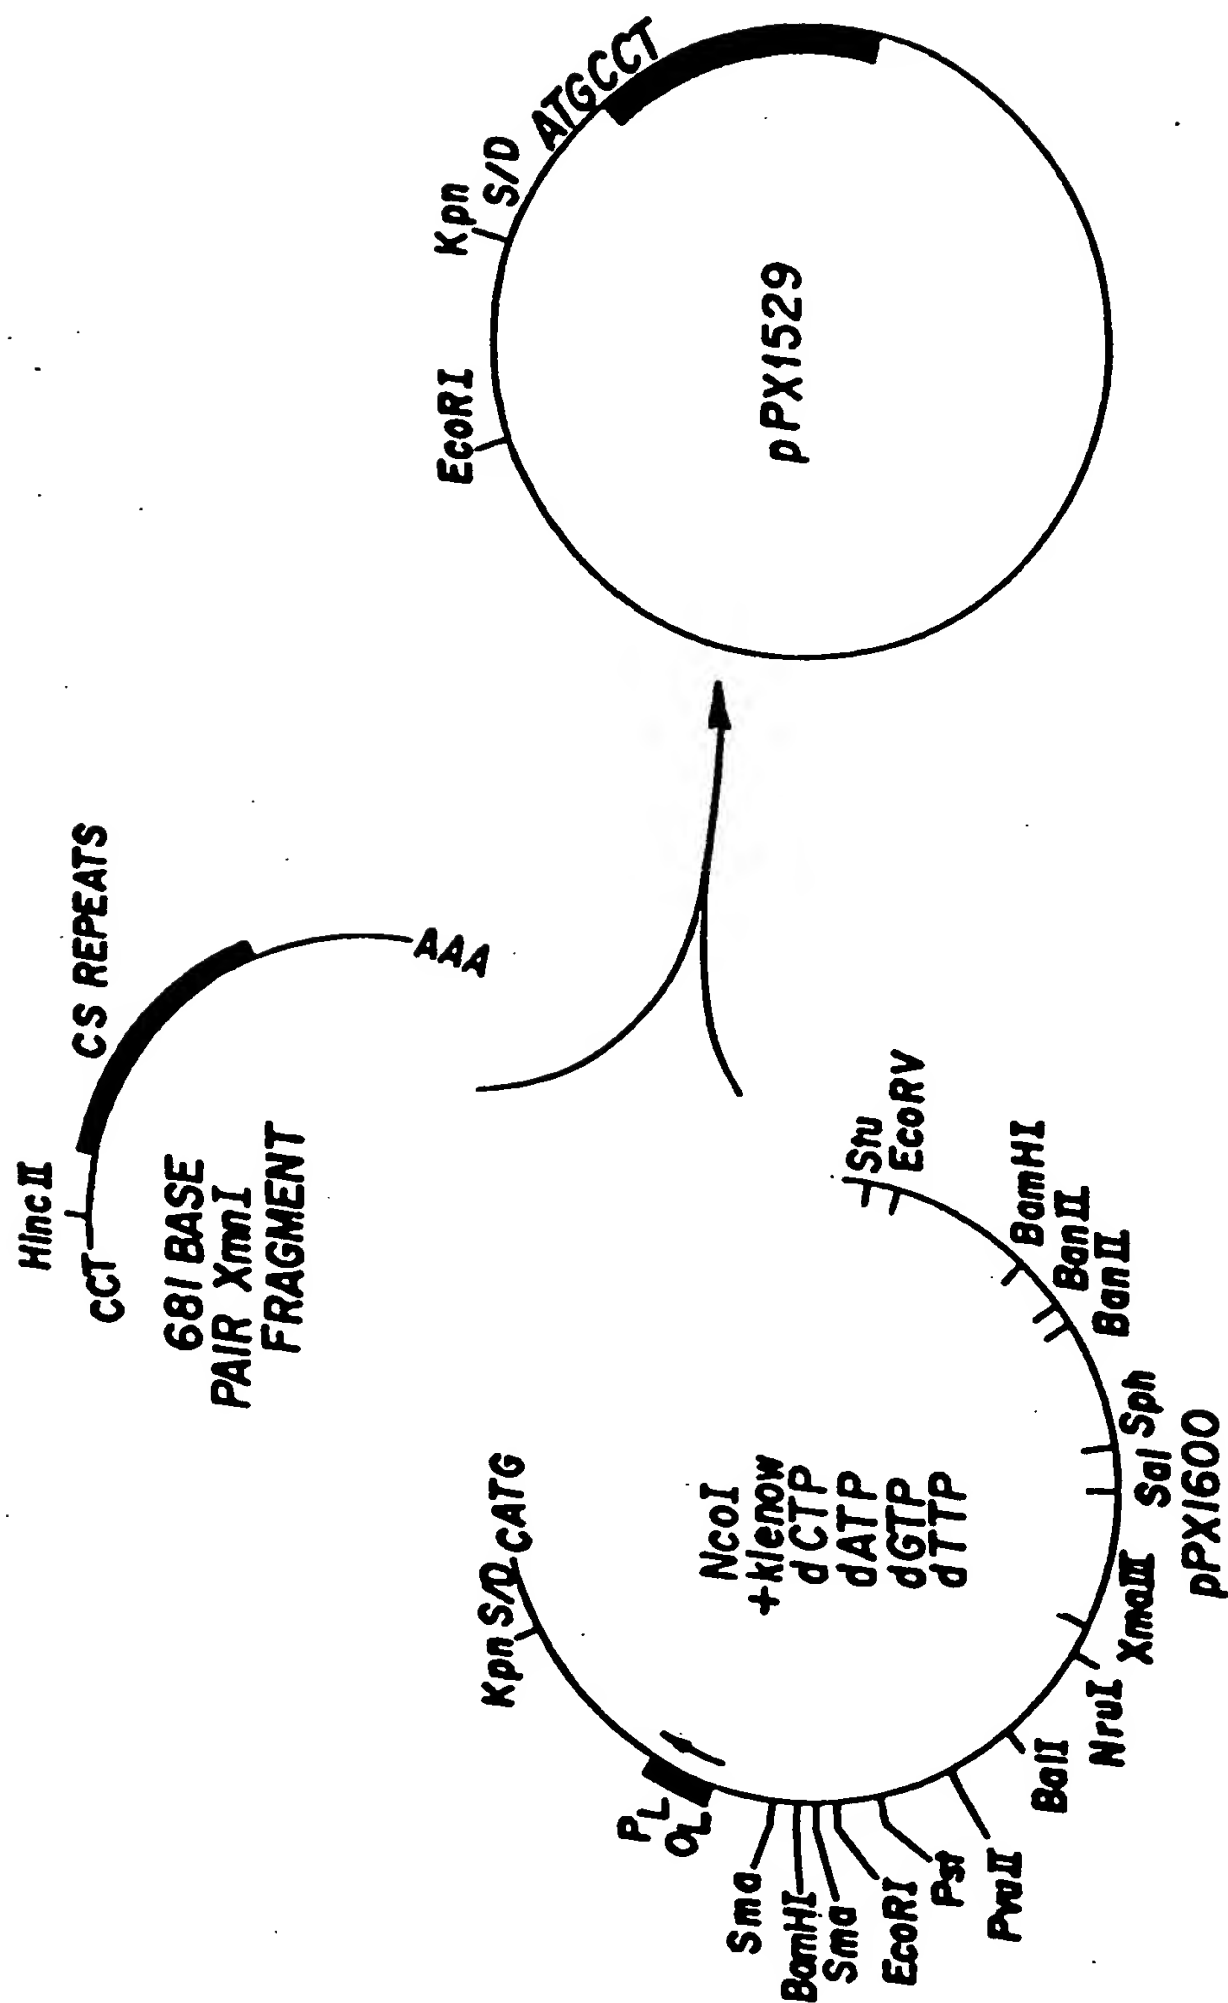 HincII
CCT
CS REPEATS
681 BASE
PAIR XmnI
FRAGMENT
AAA
Kpn
S/D
CATG
NcoI
+klenow
dCTP
dATP
dGTP
dTTP
PL
OL
Sma
BamHI
Sma
EcoRI
Pst
PvuII
BalI
NruI
XmaIII
Sal
Sph
BanII
BanII
BamHI
EcoRV
Stu
pPX1600
EcoRI
Kpn
S/D
ATGCCT
pPX1529